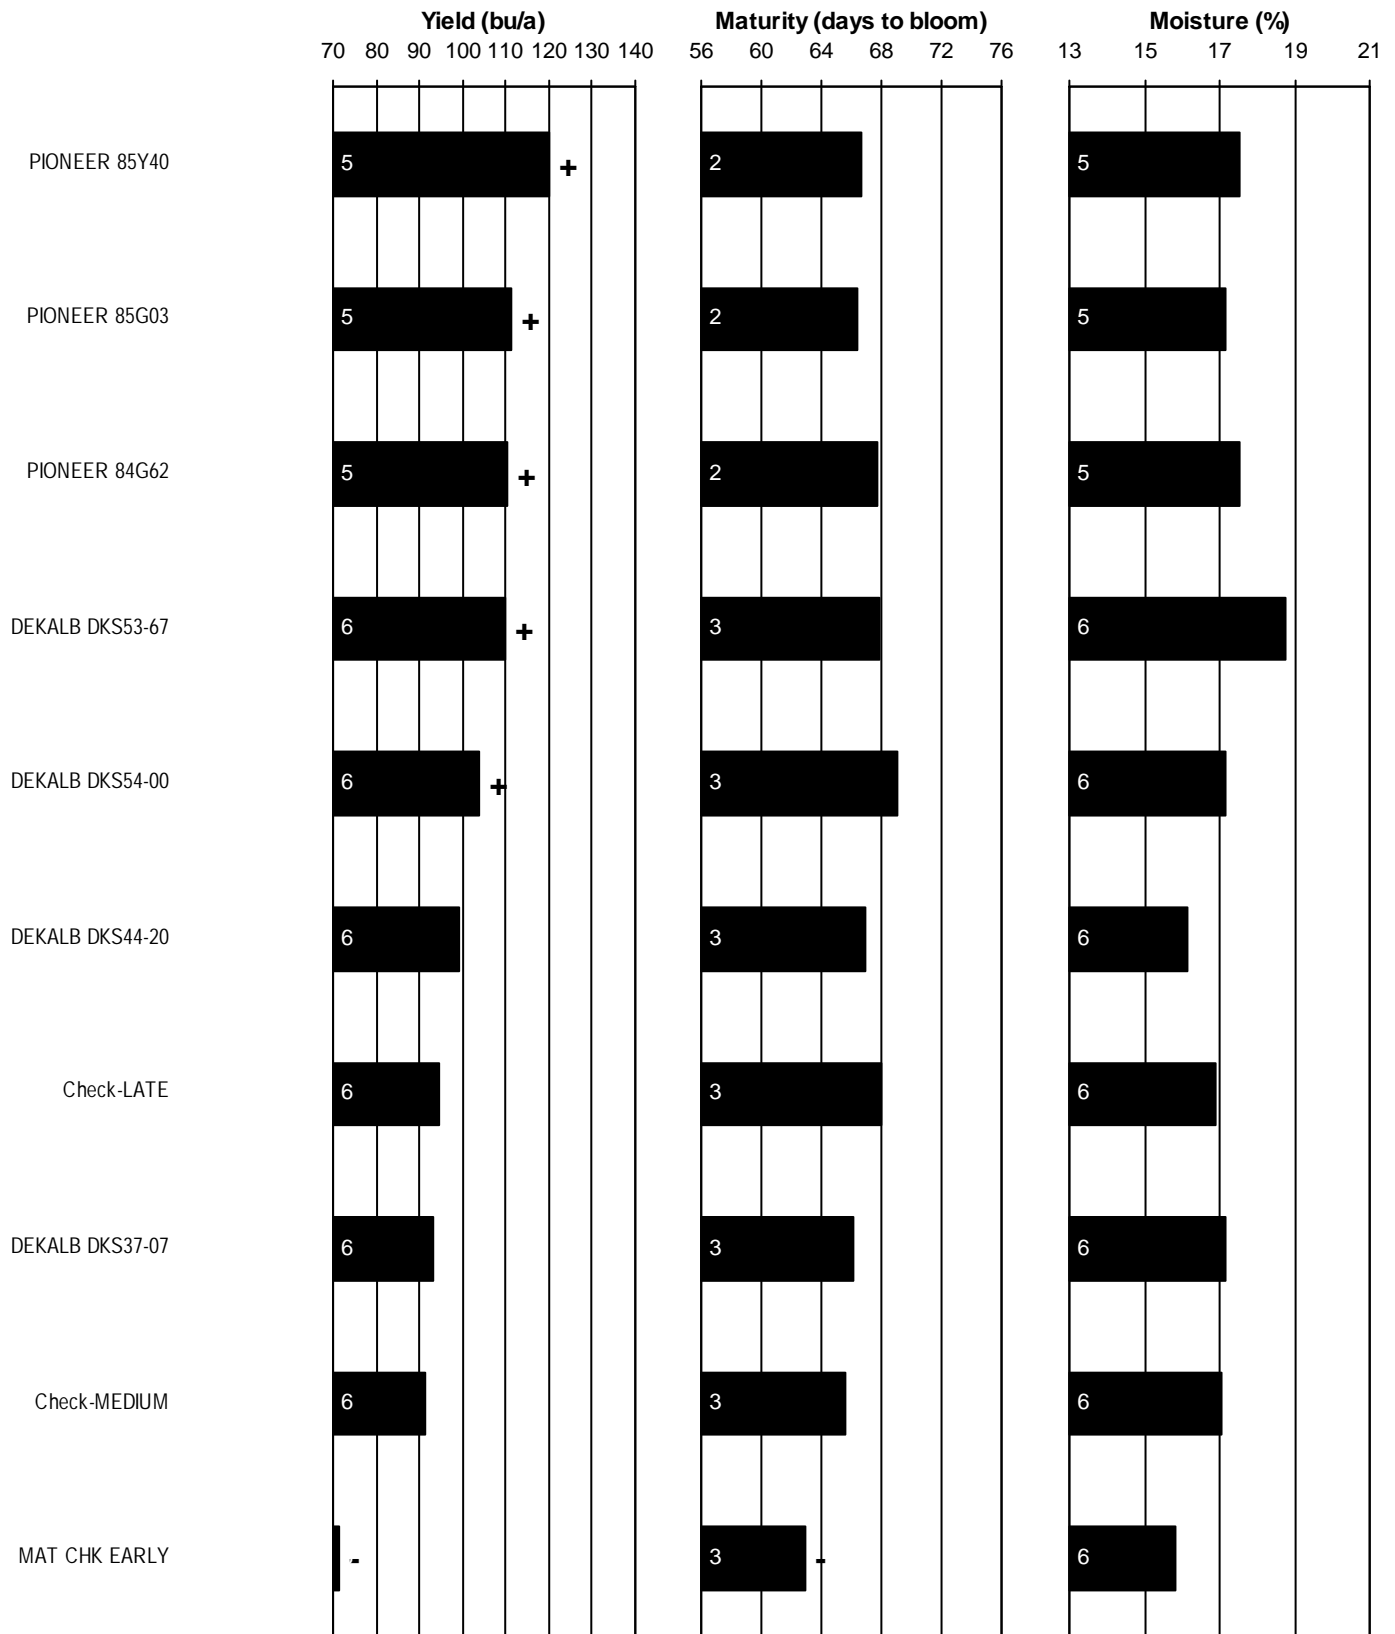 Yield (bu/a) Maturity (days to bloom) Moisture (%)
70 80 90 100 110 120 130 140 56 60 64 68 72 76 13 15 17 19 21
PIONEER 85Y40 5 + 2 5
PIONEER 85G03 5 + 2 5
PIONEER 84G62 5 + 2 5
DEKALB DKS53-67 6 + 3 6
DEKALB DKS54-00 6 + 3 6
DEKALB DKS44-20 6 3 6
Check-LATE 6 3 6
DEKALB DKS37-07 6 3 6
Check-MEDIUM 6 3 6
MAT CHK EARLY - 3 - 6